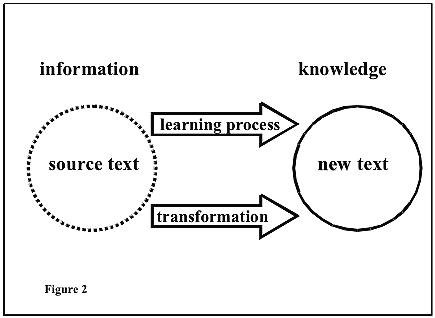 information
knowledge
learning process
source text
new text
transformation
Figure 2